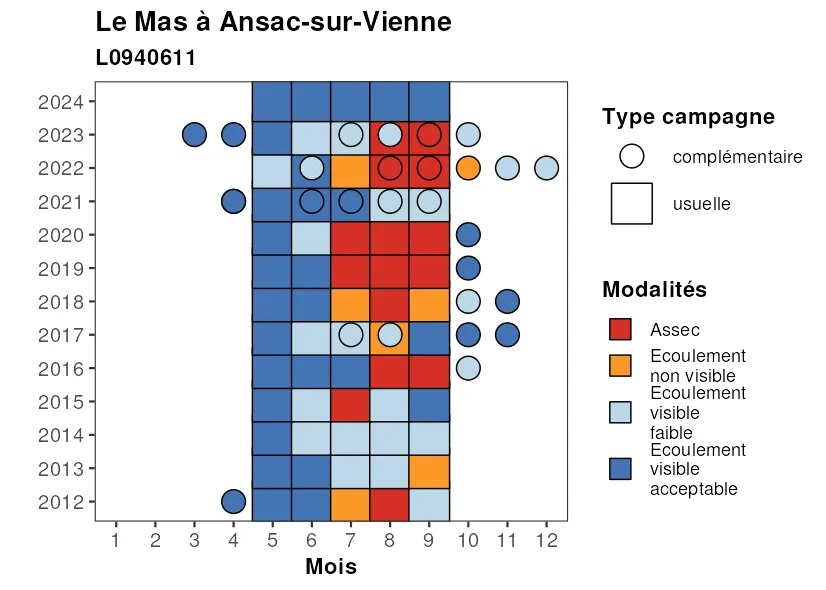 Le Mas à Ansac-sur-Vienne
L0940611
2024
2023
2022
2021
2020
2019
2018
2017
2016
2015
2014
2013
2012
1 2 3 4 5 6 7 8 9 10 11 12
Mois
Type campagne
complémentaire
usuelle
Modalités
Assec
Ecoulement
non visible
Ecoulement
visible
faible
Ecoulement
visible
acceptable